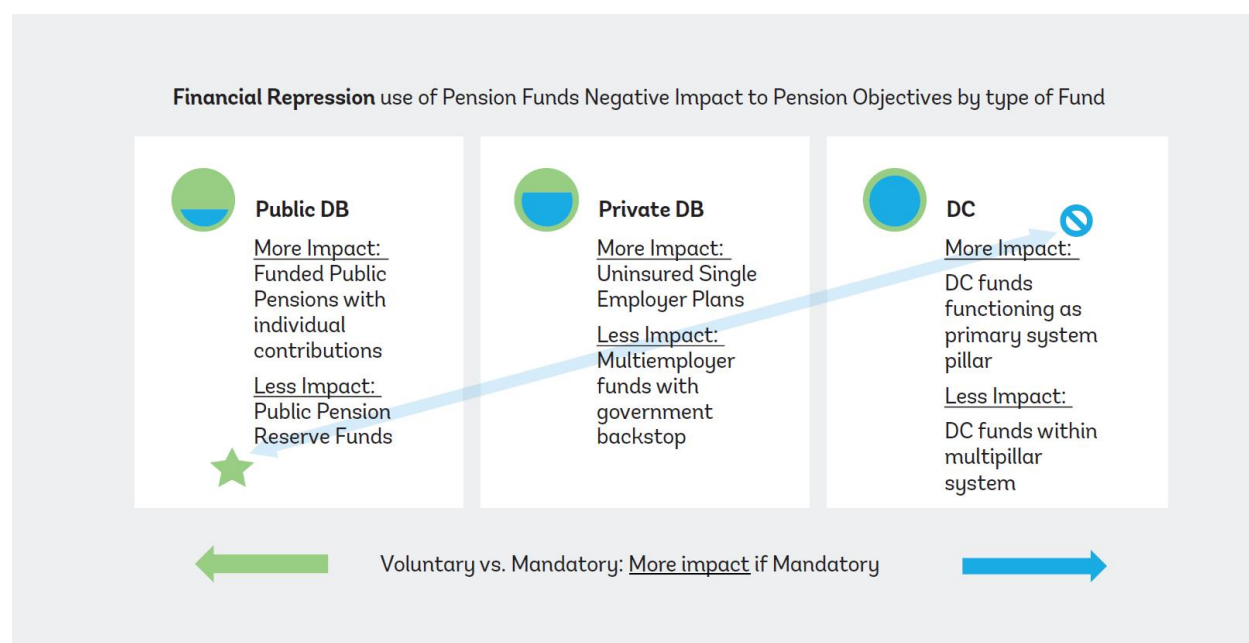 Financial Repression use of Pension Funds Negative Impact to Pension Objectives by type of Fund
Public DB
More Impact:
Funded Public
Pensions with
individual
contributions
Less Impact:
Public Pension
Reserve Funds
Private DB
More Impact:
Uninsured Single
Employer Plans
Less Impact:
Multiemployer
funds with
government
backstop
DC
More Impact:
DC funds
functioning as
primary system
pillar
Less Impact:
DC funds within
multipillar
system
Voluntary vs. Mandatory: More impact if Mandatory